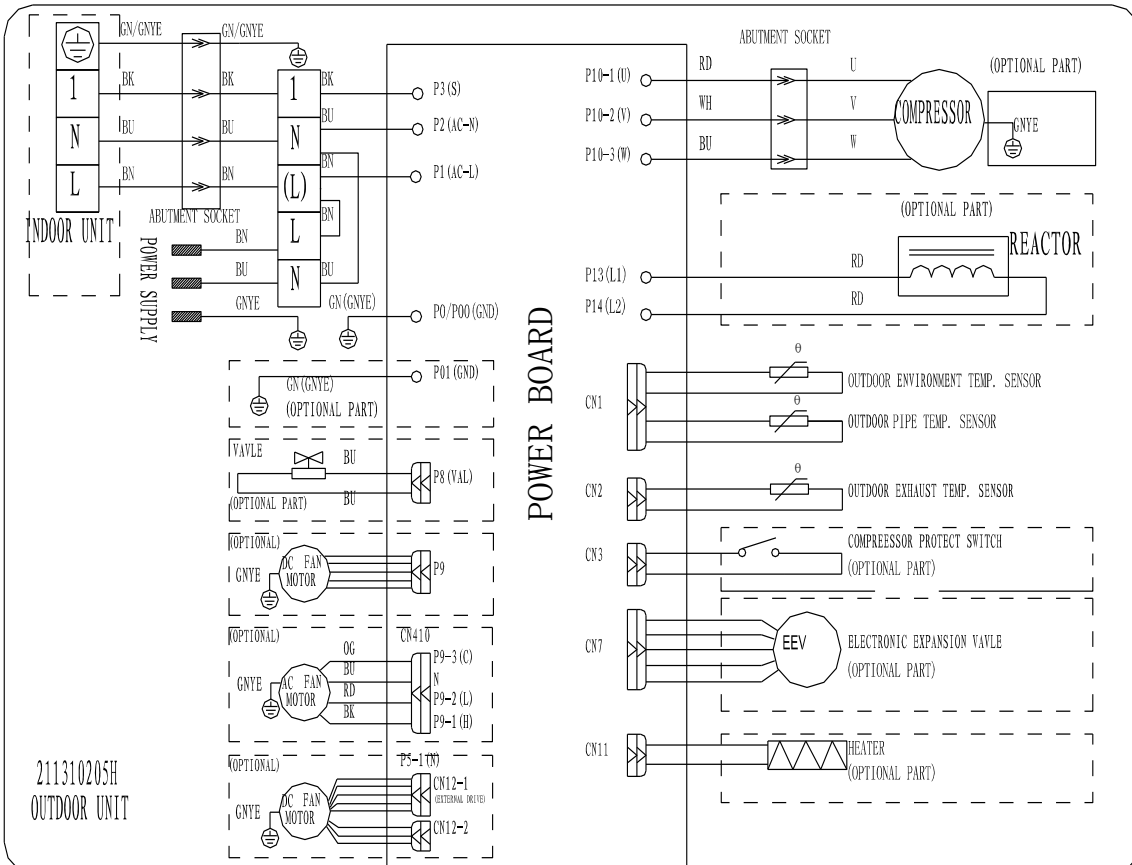 GN/GNYE
GN/GNYE
1
BK
BK
1
BK
P3(S)
N
BU
BU
N
BU
P2(AC-N)
L
BN
BN
(L)
BN
P1(AC-L)
INDOOR UNIT
ABUTMENT SOCKET
BN
L
BN
BU
N
BU
GNYE
POWER SUPPLY
GN(GNYE)
P0/P00(GND)
GN(GNYE)
(OPTIONAL PART)
P01(GND)
VAVLE
BU
P8(VAL)
(OPTIONAL PART)
BU
(OPTIONAL)
GNYE
DC FAN
MOTOR
P9
(OPTIONAL)
CN410
GNYE
AC FAN
MOTOR
OG
BU
RD
BK
P9-3(C)
N
P9-2(L)
P9-1(H)
(OPTIONAL)
P5-1(N)
GNYE
DC FAN
MOTOR
CN12-1
(EXTERNAL DRIVE)
CN12-2
211310205H
OUTDOOR UNIT
POWER BOARD
ABUTMENT SOCKET
P10-1(U)
RD
U
P10-2(V)
WH
V
P10-3(W)
BU
W
COMPRESSOR
(OPTIONAL PART)
GNYE
(OPTIONAL PART)
REACTOR
P13(L1)
RD
P14(L2)
RD
CN1
θ
OUTDOOR ENVIRONMENT TEMP. SENSOR
θ
OUTDOOR PIPE TEMP. SENSOR
CN2
θ
OUTDOOR EXHAUST TEMP. SENSOR
CN3
COMPREESSOR PROTECT SWITCH
(OPTIONAL PART)
CN7
EEV
ELECTRONIC EXPANSION VAVLE
(OPTIONAL PART)
CN11
HEATER
(OPTIONAL PART)